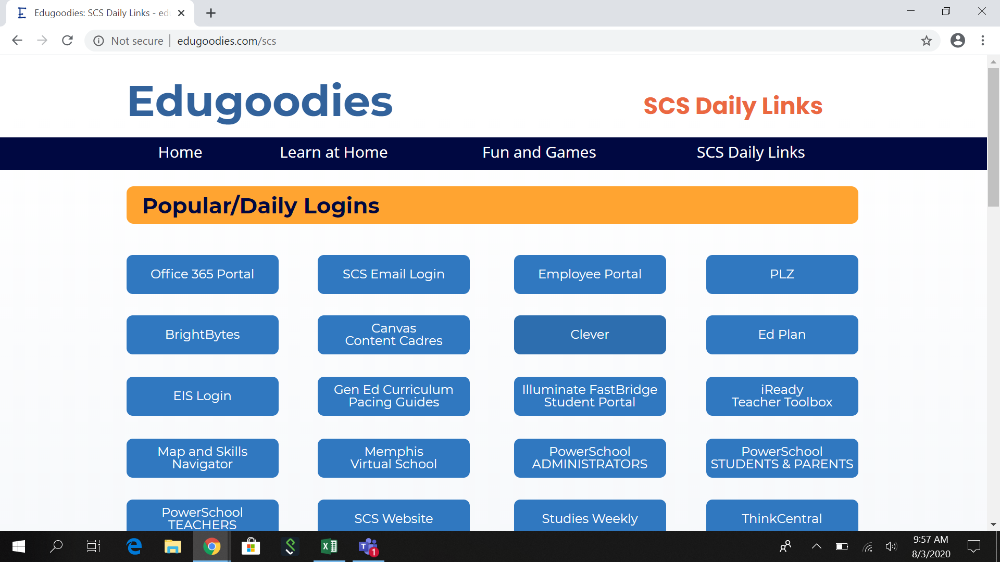 Edugoodies: SCS Daily Links - ed
Not secure
edugoodies.com/scs
Edugoodies
SCS Daily Links
Home
Learn at Home
Fun and Games
SCS Daily Links
Popular/Daily Logins
Office 365 Portal
SCS Email Login
Employee Portal
PLZ
BrightBytes
Canvas
Content Cadres
Clever
Ed Plan
EIS Login
Gen Ed Curriculum
Pacing Guides
Illuminate FastBridge
Student Portal
iReady
Teacher Toolbox
Map and Skills
Navigator
Memphis
Virtual School
PowerSchool
ADMINISTRATORS
PowerSchool
STUDENTS & PARENTS
PowerSchool
TEACHERS
SCS Website
Studies Weekly
ThinkCentral
1
9:57 AM
8/3/2020